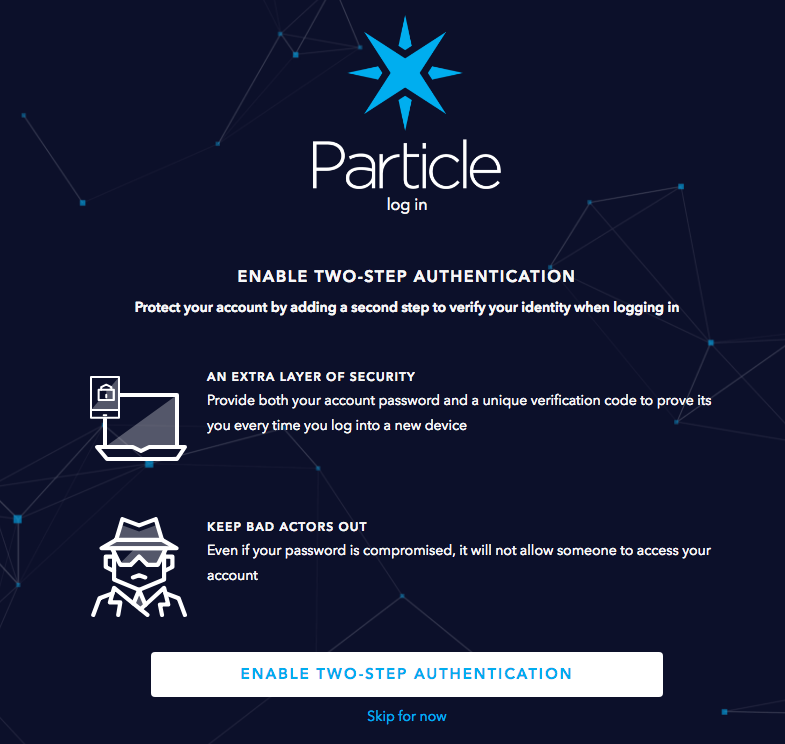 Particle
log in
ENABLE TWO-STEP AUTHENTICATION
Protect your account by adding a second step to verify your identity when logging in
AN EXTRA LAYER OF SECURITY
Provide both your account password and a unique verification code to prove its
you every time you log into a new device
KEEP BAD ACTORS OUT
Even if your password is compromised, it will not allow someone to access your
account
ENABLE TWO-STEP AUTHENTICATION
Skip for now